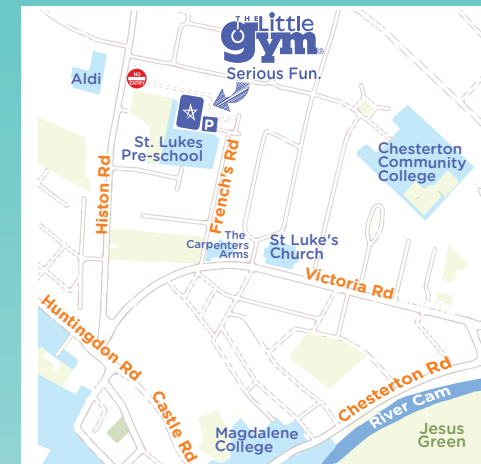 THE Little
gym®
Serious Fun.
Aldi
NO
ENTRY
P
St. Lukes
Pre-school
Chesterton
Community
College
Histon Rd
French's Rd
The
Carpenters
Arms
St Luke's
Church
Victoria Rd
Huntingdon Rd
Castle Rd
Chesterton Rd
River Cam
Magdalene
College
Jesus
Green